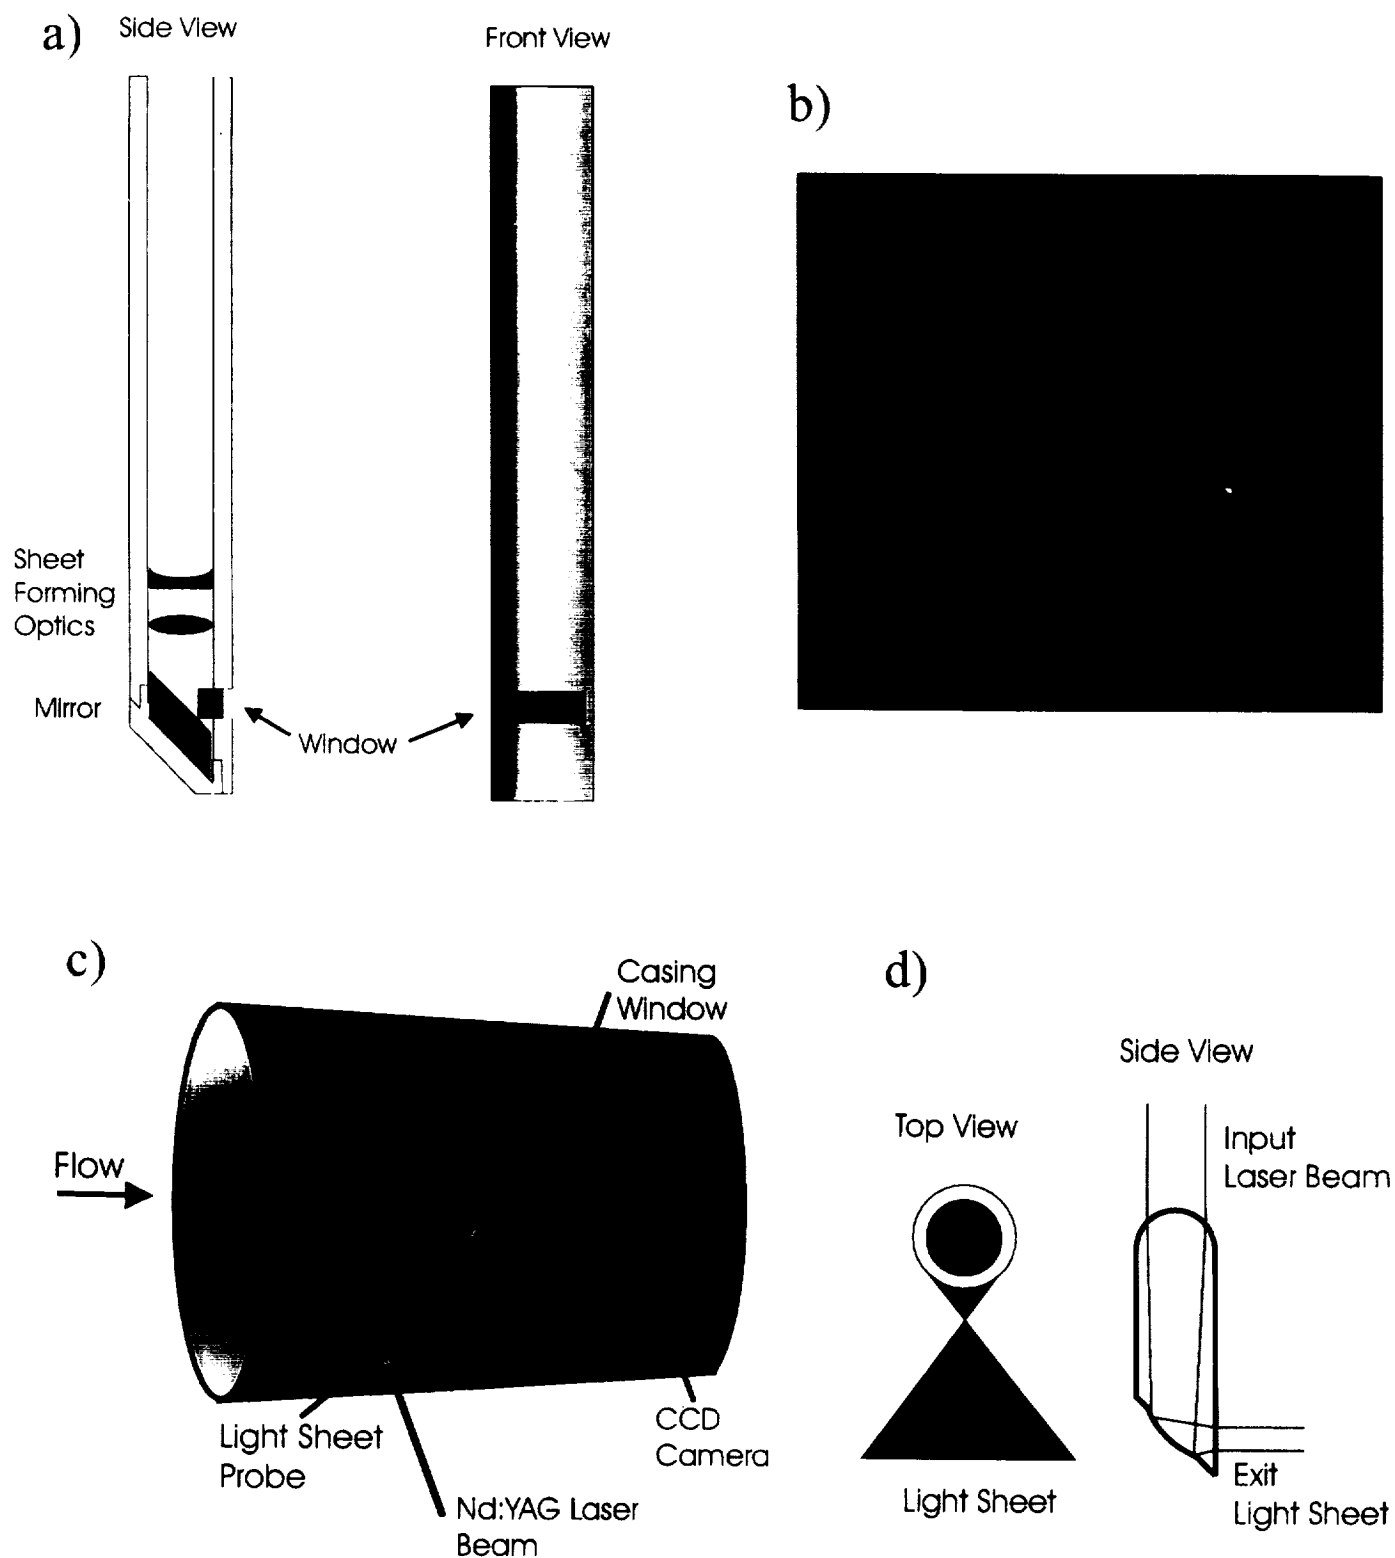 a)
Side View
Front View
b)
Sheet
Forming
Optics
Mirror
Window
c)
Casing
Window
d)
Side View
Top View
Input
Laser Beam
Flow
Light Sheet
Probe
CCD
Camera
Nd:YAG Laser
Beam
Light Sheet
Exit
Light Sheet